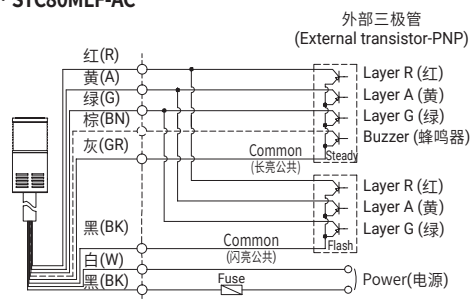 STC80MLF-AC
外部三极管
(External transistor-PNP)
红(R)
黄(A)
绿(G)
棕(BN)
灰(GR)
Layer R (红)
Layer A (黄)
Layer G (绿)
Buzzer (蜂鸣器)
Common
(长亮公共)
Steady
Layer R (红)
Layer A (黄)
Layer G (绿)
黑(BK)
Common
(闪亮公共)
Flash
白(W)
黑(BK)
Fuse
Power(电源)